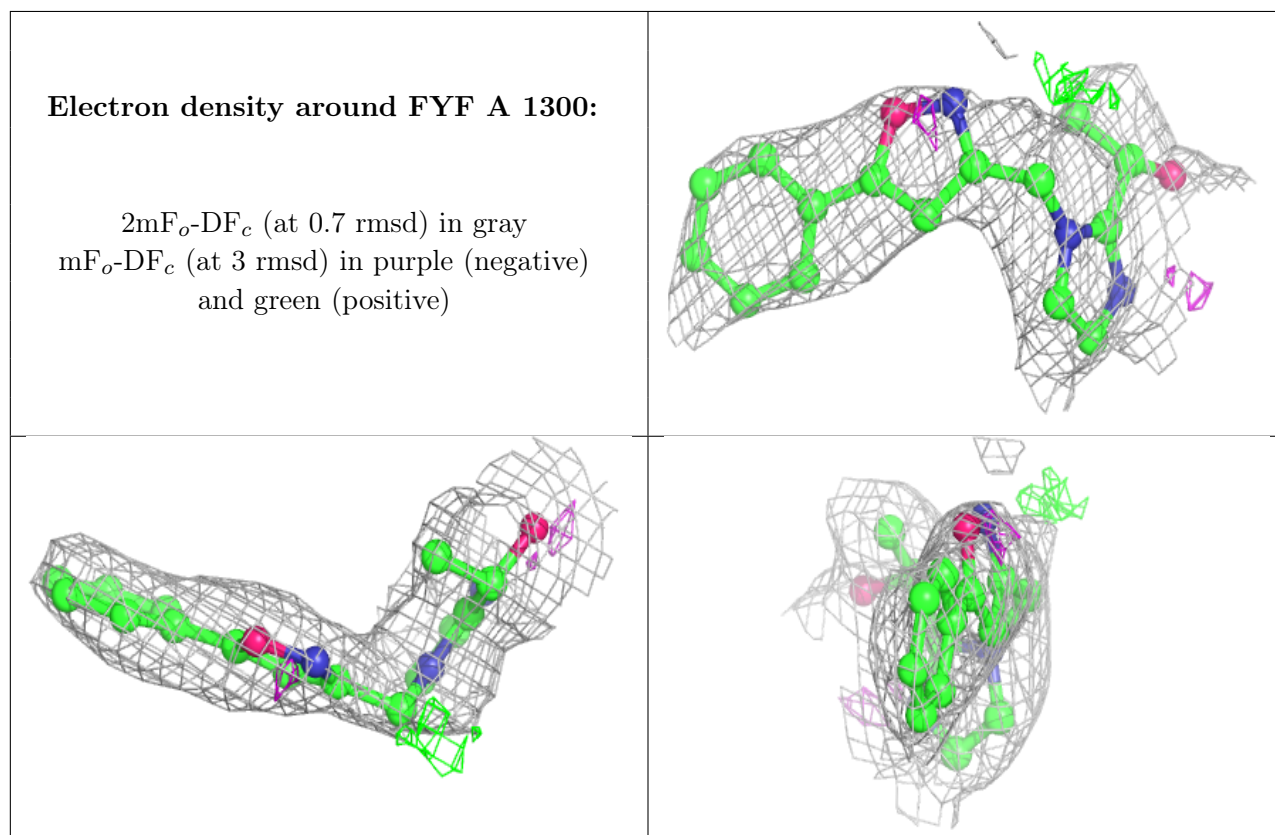 Electron density around FYF A 1300:
2mFo-DFc (at 0.7 rmsd) in gray
mFo-DFc (at 3 rmsd) in purple (negative)
and green (positive)